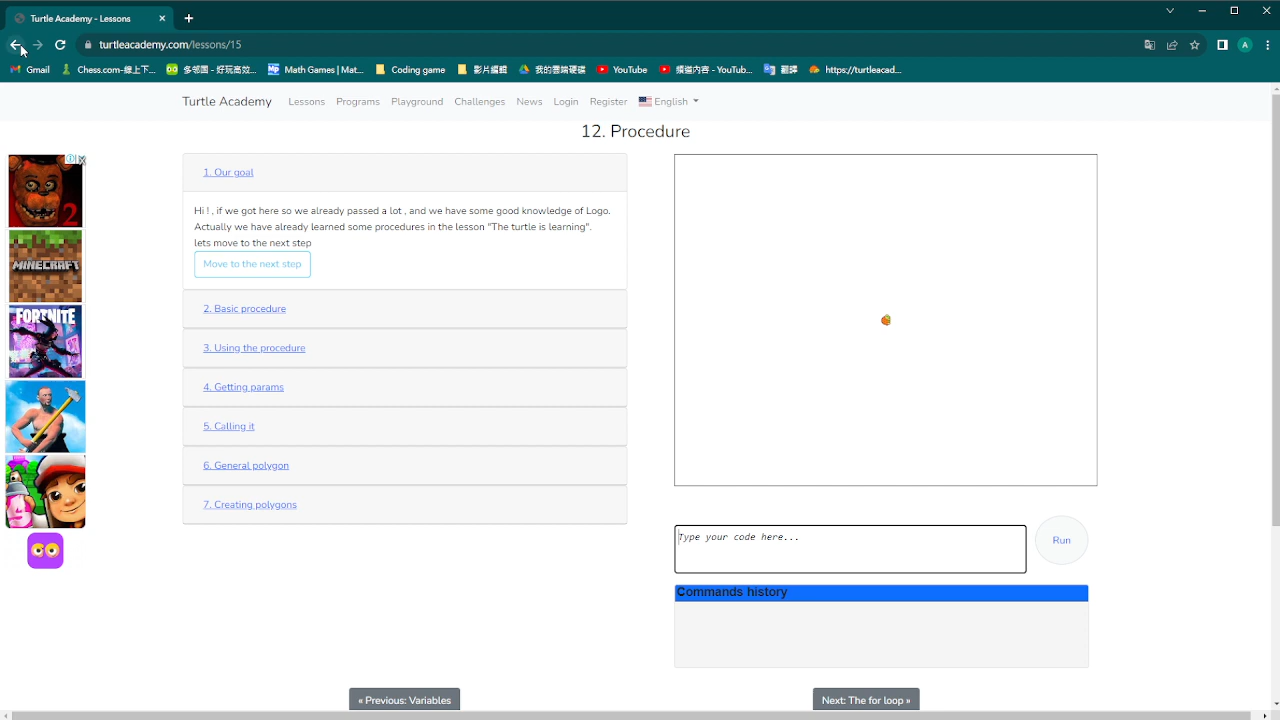 Turtle Academy - Lessons
turtleacademy.com/lessons/15
A
Gmail
Chess.com-線上下...
多邻国 - 好玩高效...
Math Games | Mat...
Coding game
影片編輯
我的雲端硬碟
YouTube
頻道內容 - YouTub...
翻譯
https://turtleacad...
Turtle Academy
Lessons
Programs
Playground
Challenges
News
Login
Register
English
12. Procedure
1. Our goal
Hi ! , if we got here so we already passed a lot , and we have some good knowledge of Logo.
Actually we have already learned some procedures in the lesson "The turtle is learning".
lets move to the next step
Move to the next step
2. Basic procedure
3. Using the procedure
4. Getting params
5. Calling it
6. General polygon
7. Creating polygons
2
MINECRAFT
FORTNITE
Type your code here...
Run
Commands history
« Previous: Variables
Next: The for loop »